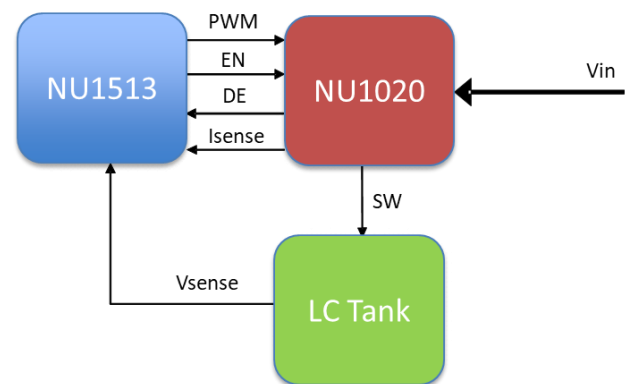 PWM
NU1513
EN
NU1020
Vin
DE
Isense
SW
Vsense
LC Tank